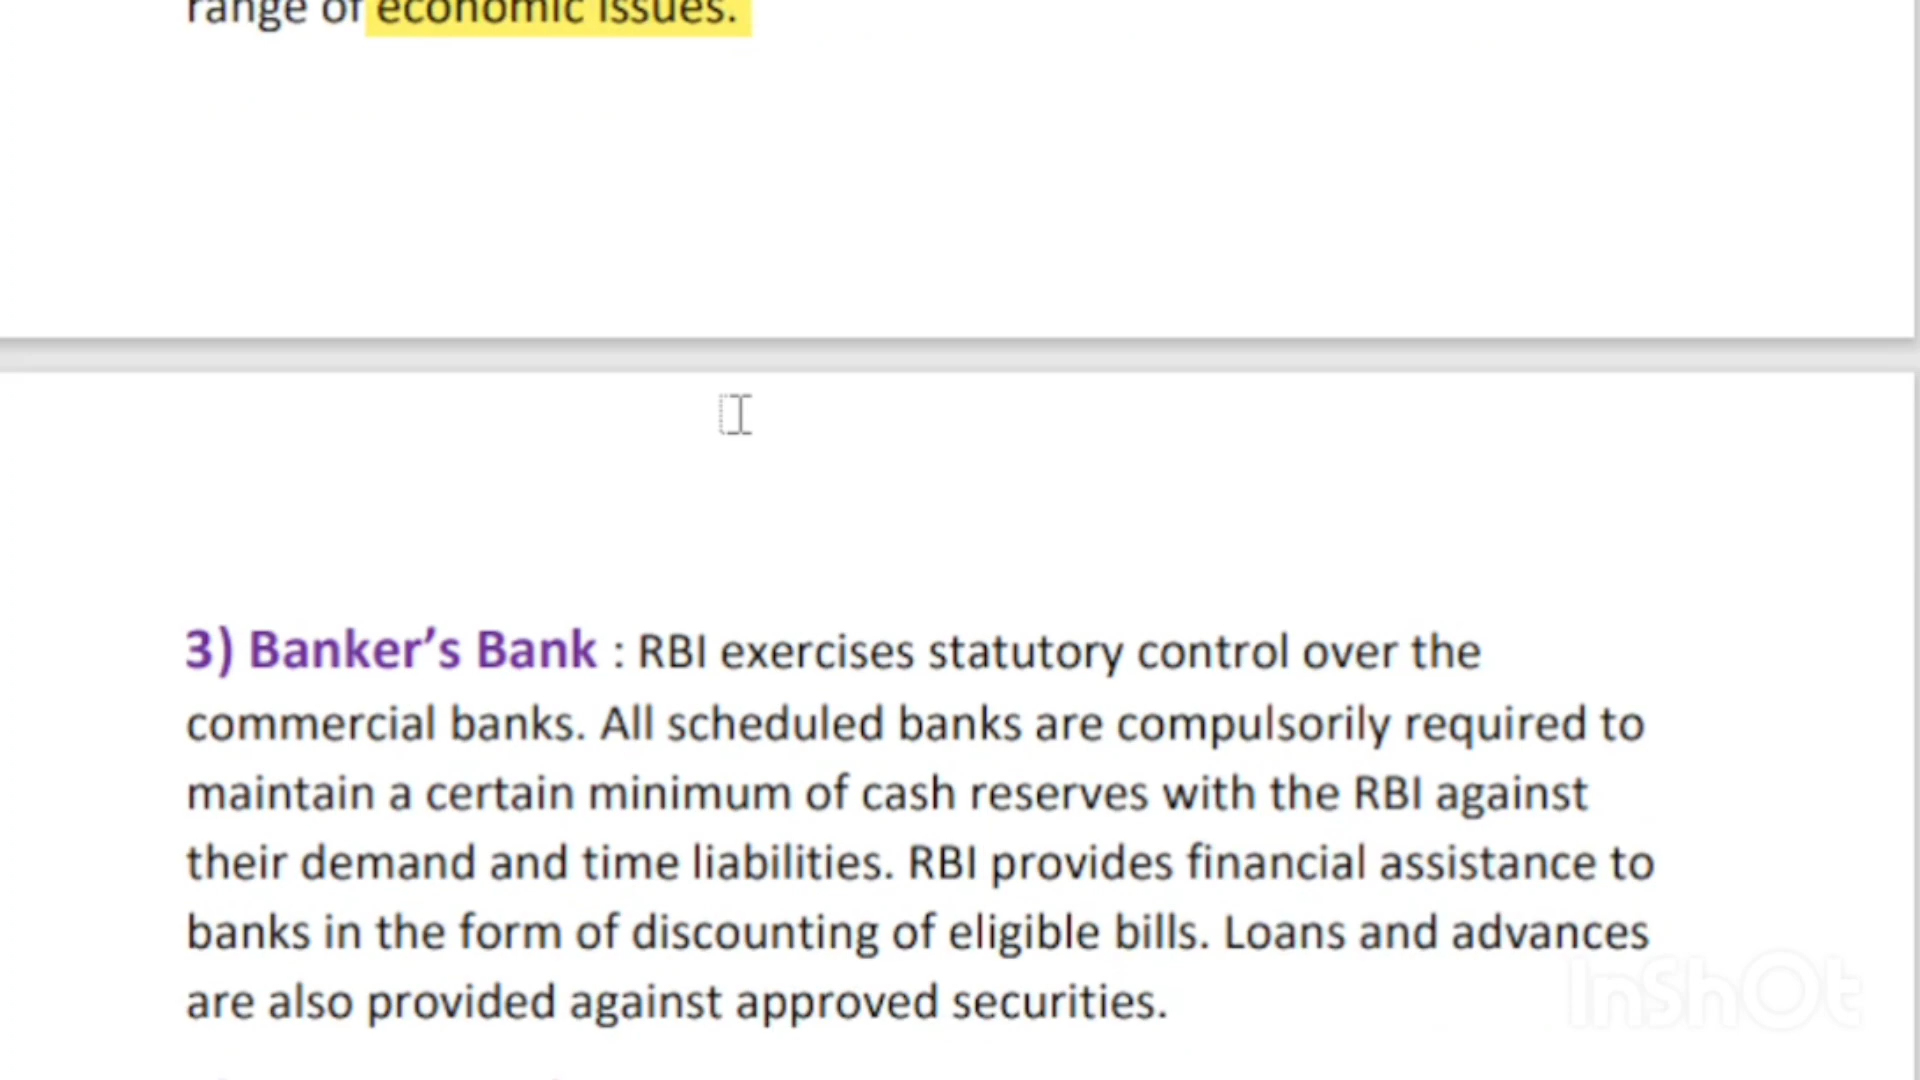 range of economic issues.
3) Banker’s Bank : RBI exercises statutory control over the
commercial banks. All scheduled banks are compulsorily required to
maintain a certain minimum of cash reserves with the RBI against
their demand and time liabilities. RBI provides financial assistance to
banks in the form of discounting of eligible bills. Loans and advances
are also provided against approved securities.
InShOt